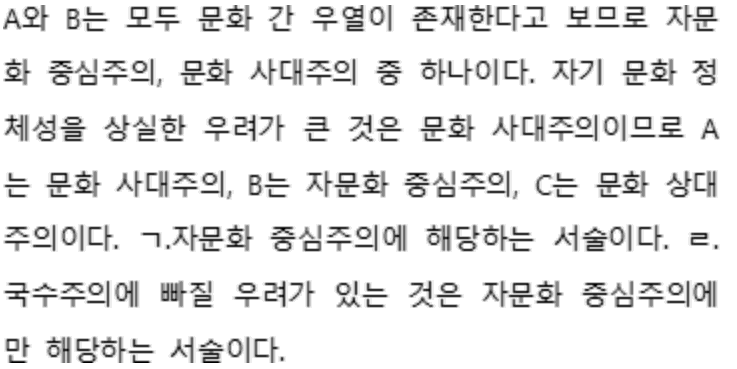 A와 B는 모두 문화 간 우열이 존재한다고 보므로 자문
화 중심주의, 문화 사대주의 중 하나이다. 자기 문화 정
체성을 상실한 우려가 큰 것은 문화 사대주의이므로 A
는 문화 사대주의, B는 자문화 중심주의, C는 문화 상대
주의이다. ㄱ.자문화 중심주의에 해당하는 서술이다. ㄹ.
국수주의에 빠질 우려가 있는 것은 자문화 중심주의에
만 해당하는 서술이다.